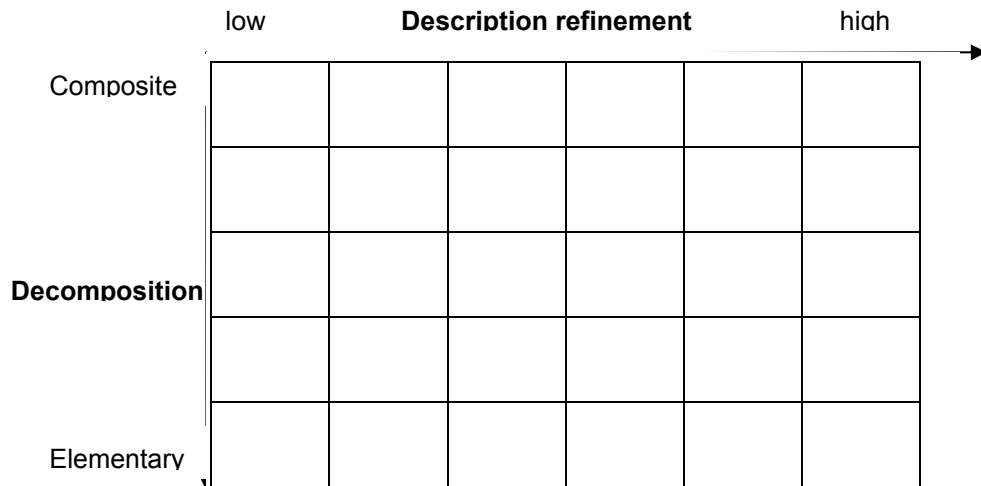 low Description refinement high
Composite
Decomposition
Elementary